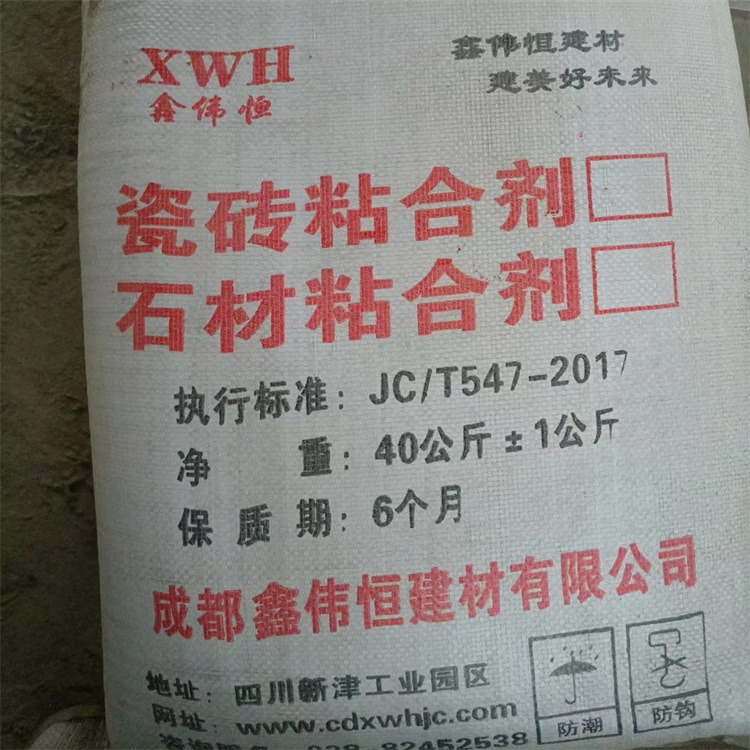 XWH
鑫伟恒
鑫伟恒建材
建美好未来
瓷砖粘合剂
石材粘合剂
执行标准：JC/T547-2017
净 重：40公斤±1公斤
保 质 期：6个月
成都鑫伟恒建材有限公司
地址：四川新津工业园区
网址：www.cdxwhjc.com
防潮
防钩
028-82452538